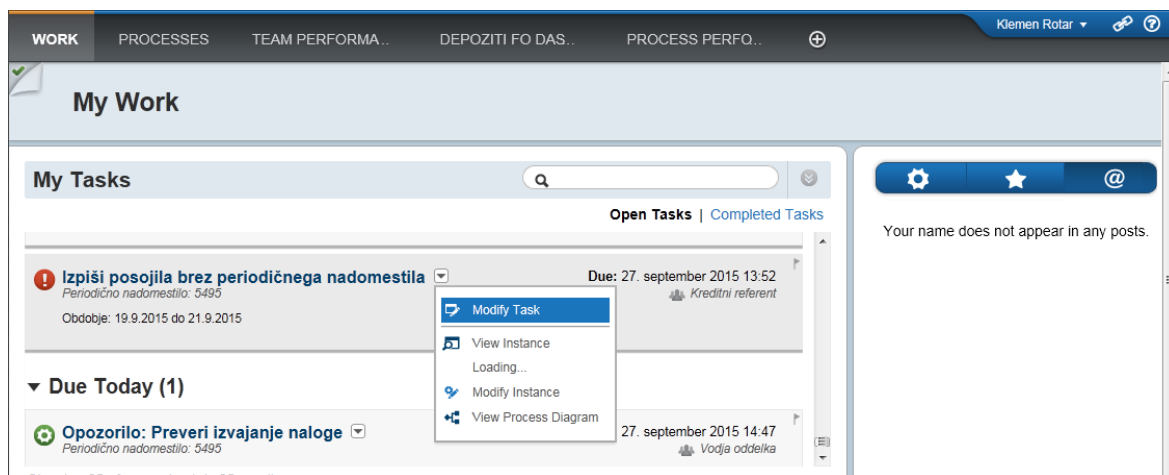 Klemen Rotar
WORK PROCESSES TEAM PERFORMA.. DEPOZITI FO DAS.. PROCESS PERFO..
My Work
My Tasks
Open Tasks | Completed Tasks
Your name does not appear in any posts.
Izpiši posojila brez periodičnega nadomestila Due: 27. september 2015 13:52
Periodično nadomestilo: 5495 Kreditni referent
Obdobje: 19.9.2015 do 21.9.2015
Modify Task
View Instance
Loading...
Modify Instance
View Process Diagram
Due Today (1)
Opozorilo: Preveri izvajanje naloge 27. september 2015 14:47
Periodično nadomestilo: 5495 Vodja oddelka